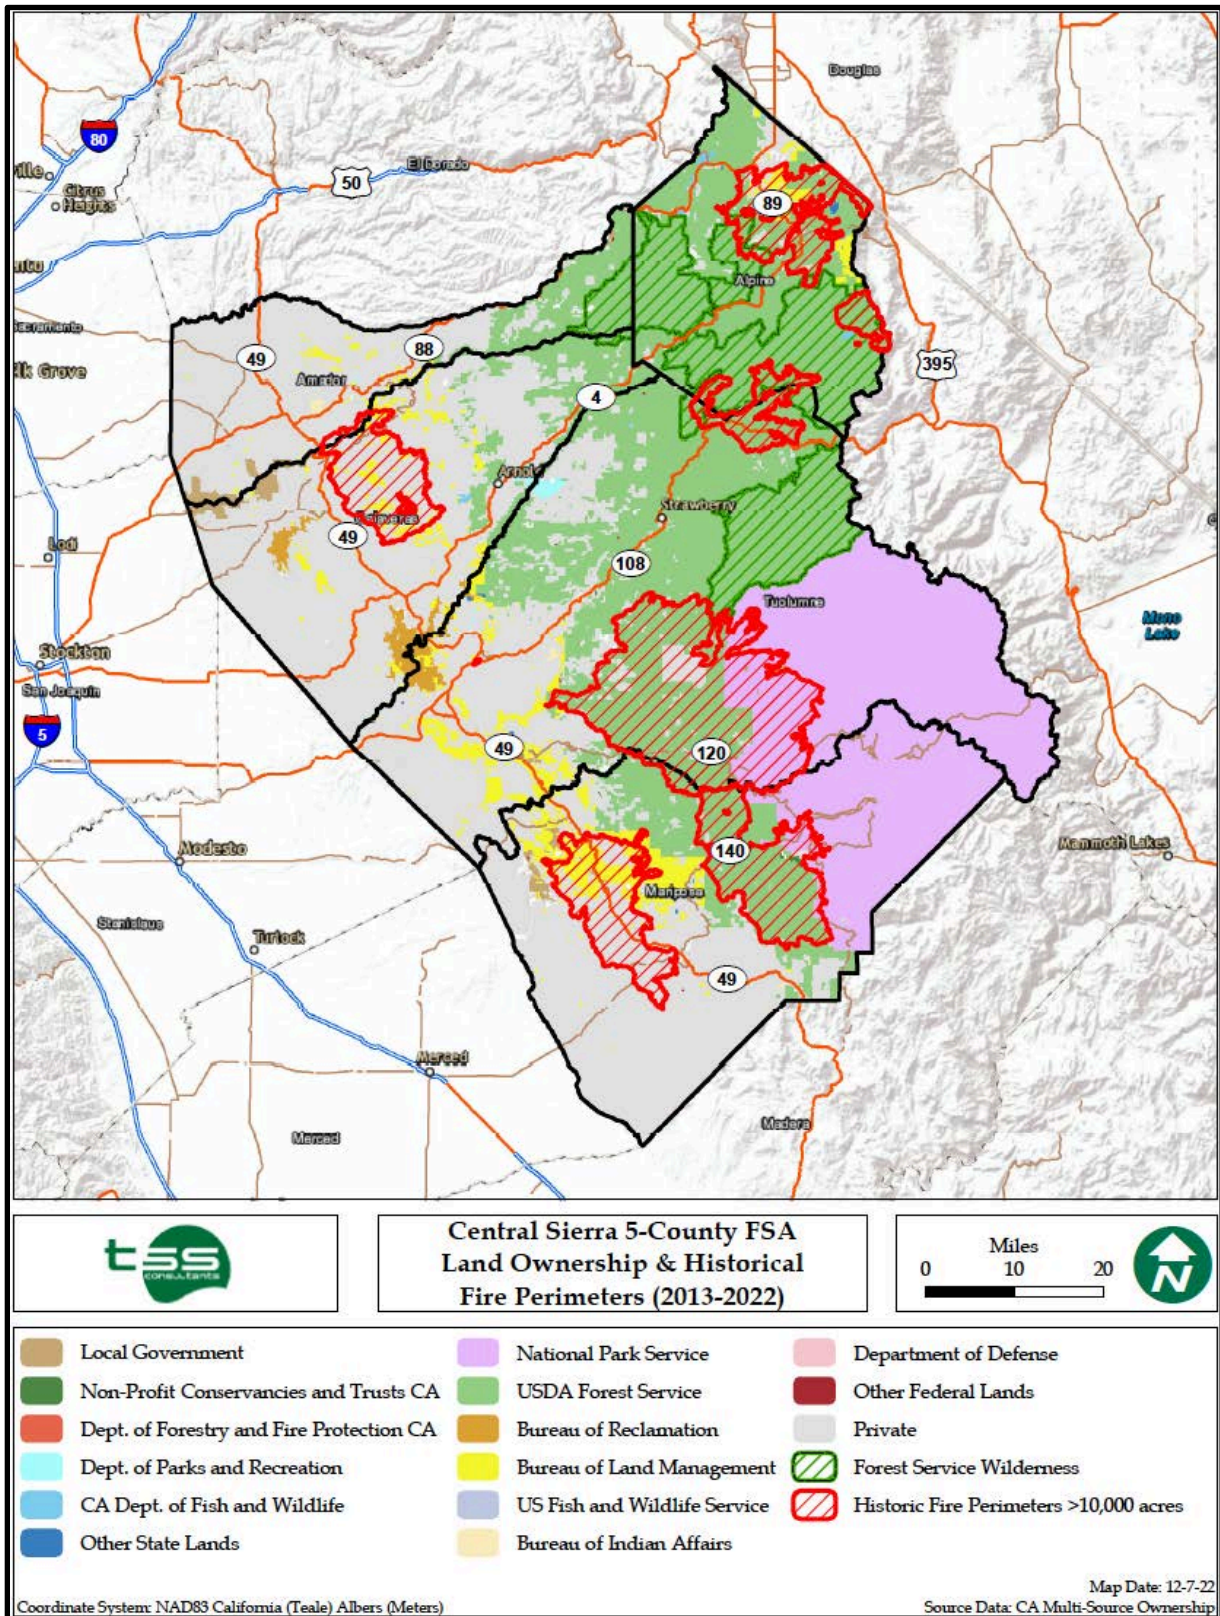 Douglas
80
ville
Citrus
Heights
50
El Dorado
89
Alpine
Sacramento
Elk Grove
49
88
Amador
395
4
Arnold
Calaveras
49
Strawberry
Lodi
108
Tuolumne
Mono
Lake
Stockton
San Joaquin
5
49
120
Modesto
140
Mammoth Lakes
Mariposa
Stanislaus
Turlock
49
Merced
Madera
Merced
tss
consultants
Central Sierra 5-County FSA
Land Ownership & Historical
Fire Perimeters (2013-2022)
Miles
0 10 20
N
Local Government
Non-Profit Conservancies and Trusts CA
Dept. of Forestry and Fire Protection CA
Dept. of Parks and Recreation
CA Dept. of Fish and Wildlife
Other State Lands
National Park Service
USDA Forest Service
Bureau of Reclamation
Bureau of Land Management
US Fish and Wildlife Service
Bureau of Indian Affairs
Department of Defense
Other Federal Lands
Private
Forest Service Wilderness
Historic Fire Perimeters >10,000 acres
Map Date: 12-7-22
Coordinate System: NAD83 California (Teale) Albers (Meters)
Source Data: CA Multi-Source Ownership